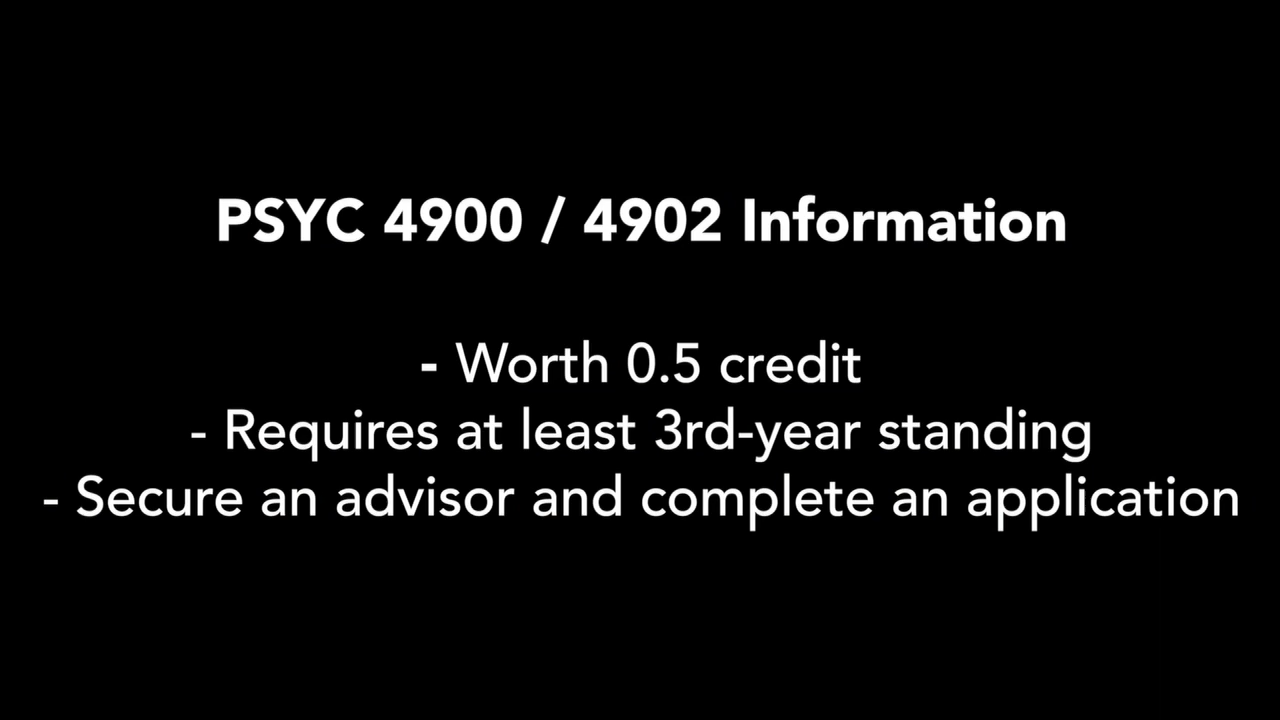 PSYC 4900 / 4902 Information
- Worth 0.5 credit
- Requires at least 3rd-year standing
- Secure an advisor and complete an application